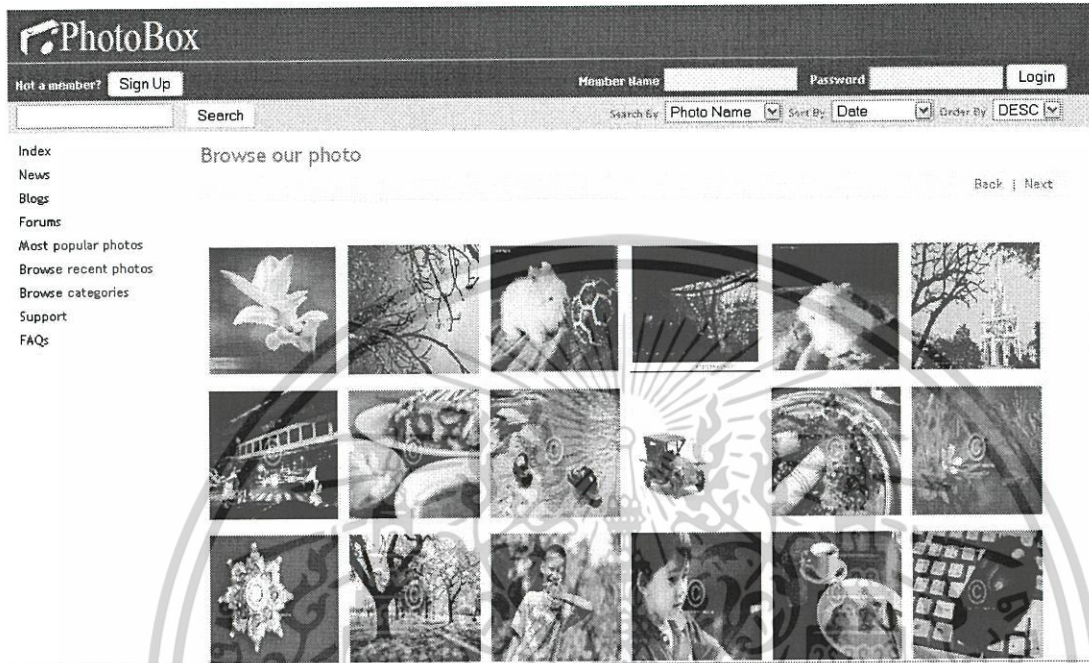 PhotoBox
Not a member? Sign Up Member Name Password Login
Search Search By Photo Name Sort By Date Order By DESC
Index
News
Blogs
Forums
Most popular photos
Browse recent photos
Browse categories
Support
FAQs
Browse our photo
Back | Next